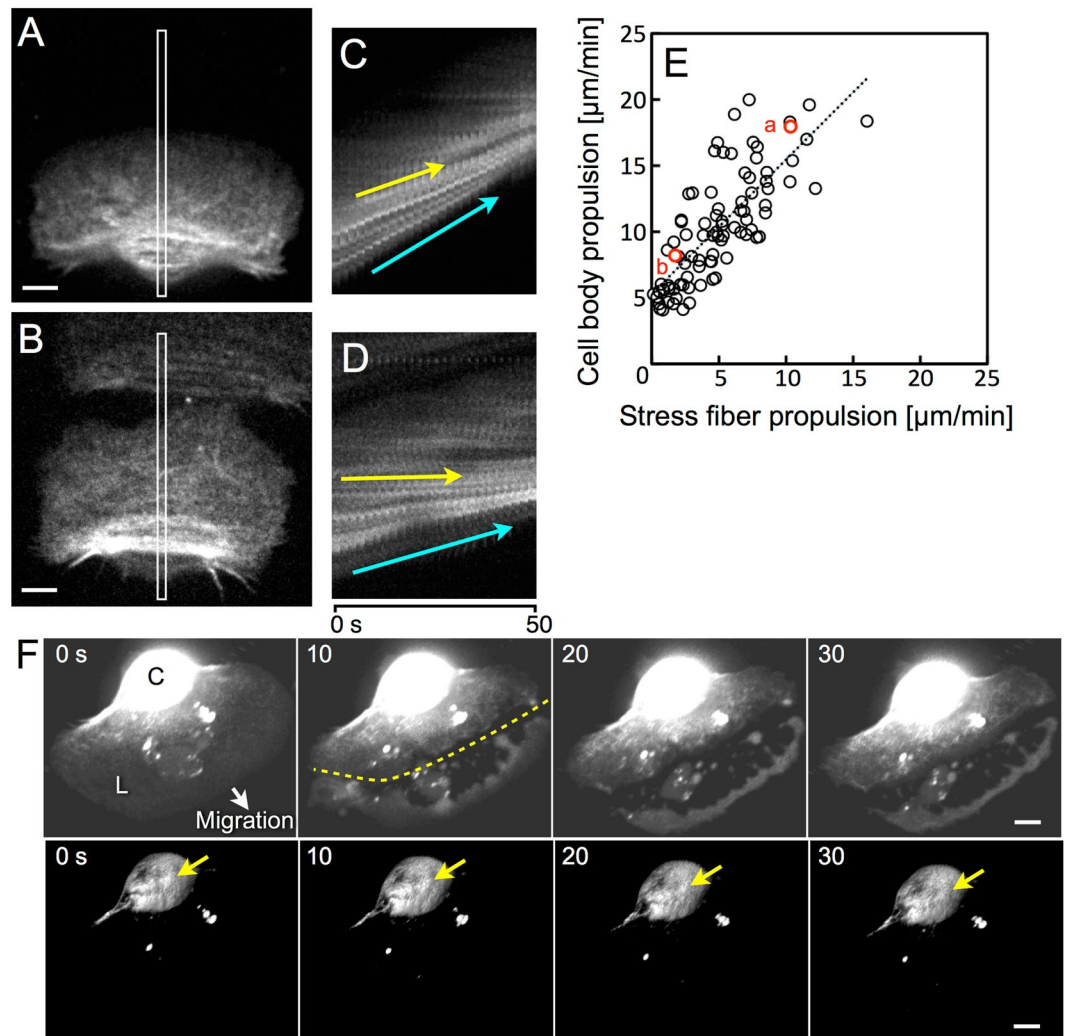 A
B
C
D
0 s 50
E
Cell body propulsion [µm/min]
25
20
15
10
5
0 5 10 15 20 25
Stress fiber propulsion [µm/min]
a
b
F
0 s 10 20 30
C
L
Migration
0 s 10 20 30